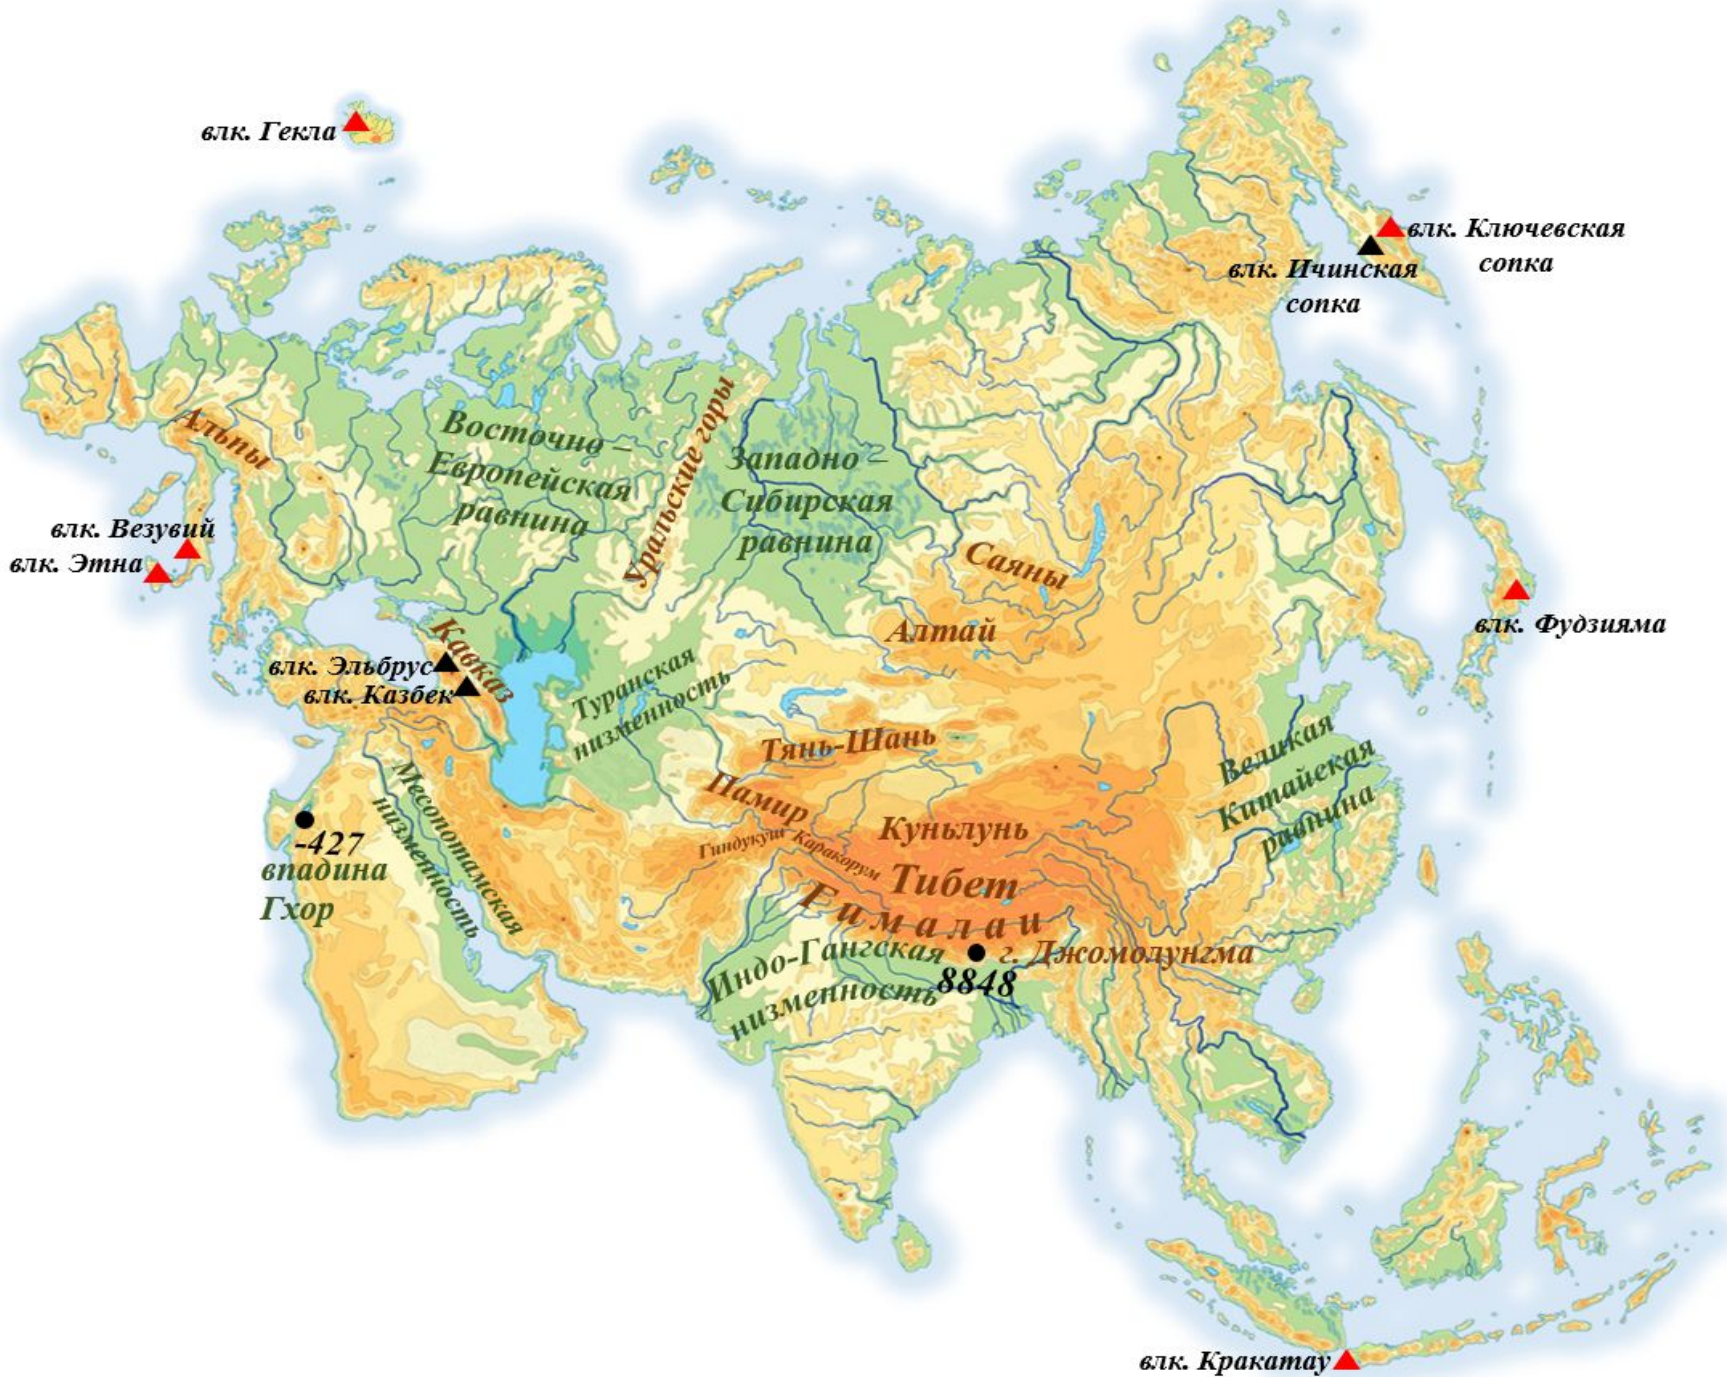 влк. Гекла
влк. Ключевская
сопка
влк. Ичинская
сопка
Альпы
Восточно –
Европейская
равнина
Уральские горы
Западно –
Сибирская
равнина
влк. Везувий
влк. Этна
Саяны
Алтай
влк. Фудзияма
Кавказ
влк. Эльбрус
влк. Казбек
Туранская
низменность
Тянь-Шань
Великая
Китайская
равнина
Памир
Гиндукуш
Каракорум
Куньлунь
Тибет
Гималаи
Месопотамская
низменность
-427
впадина
Гхор
Индо-Гангская
низменность
г. Джомолунгма
8848
влк. Кракатау